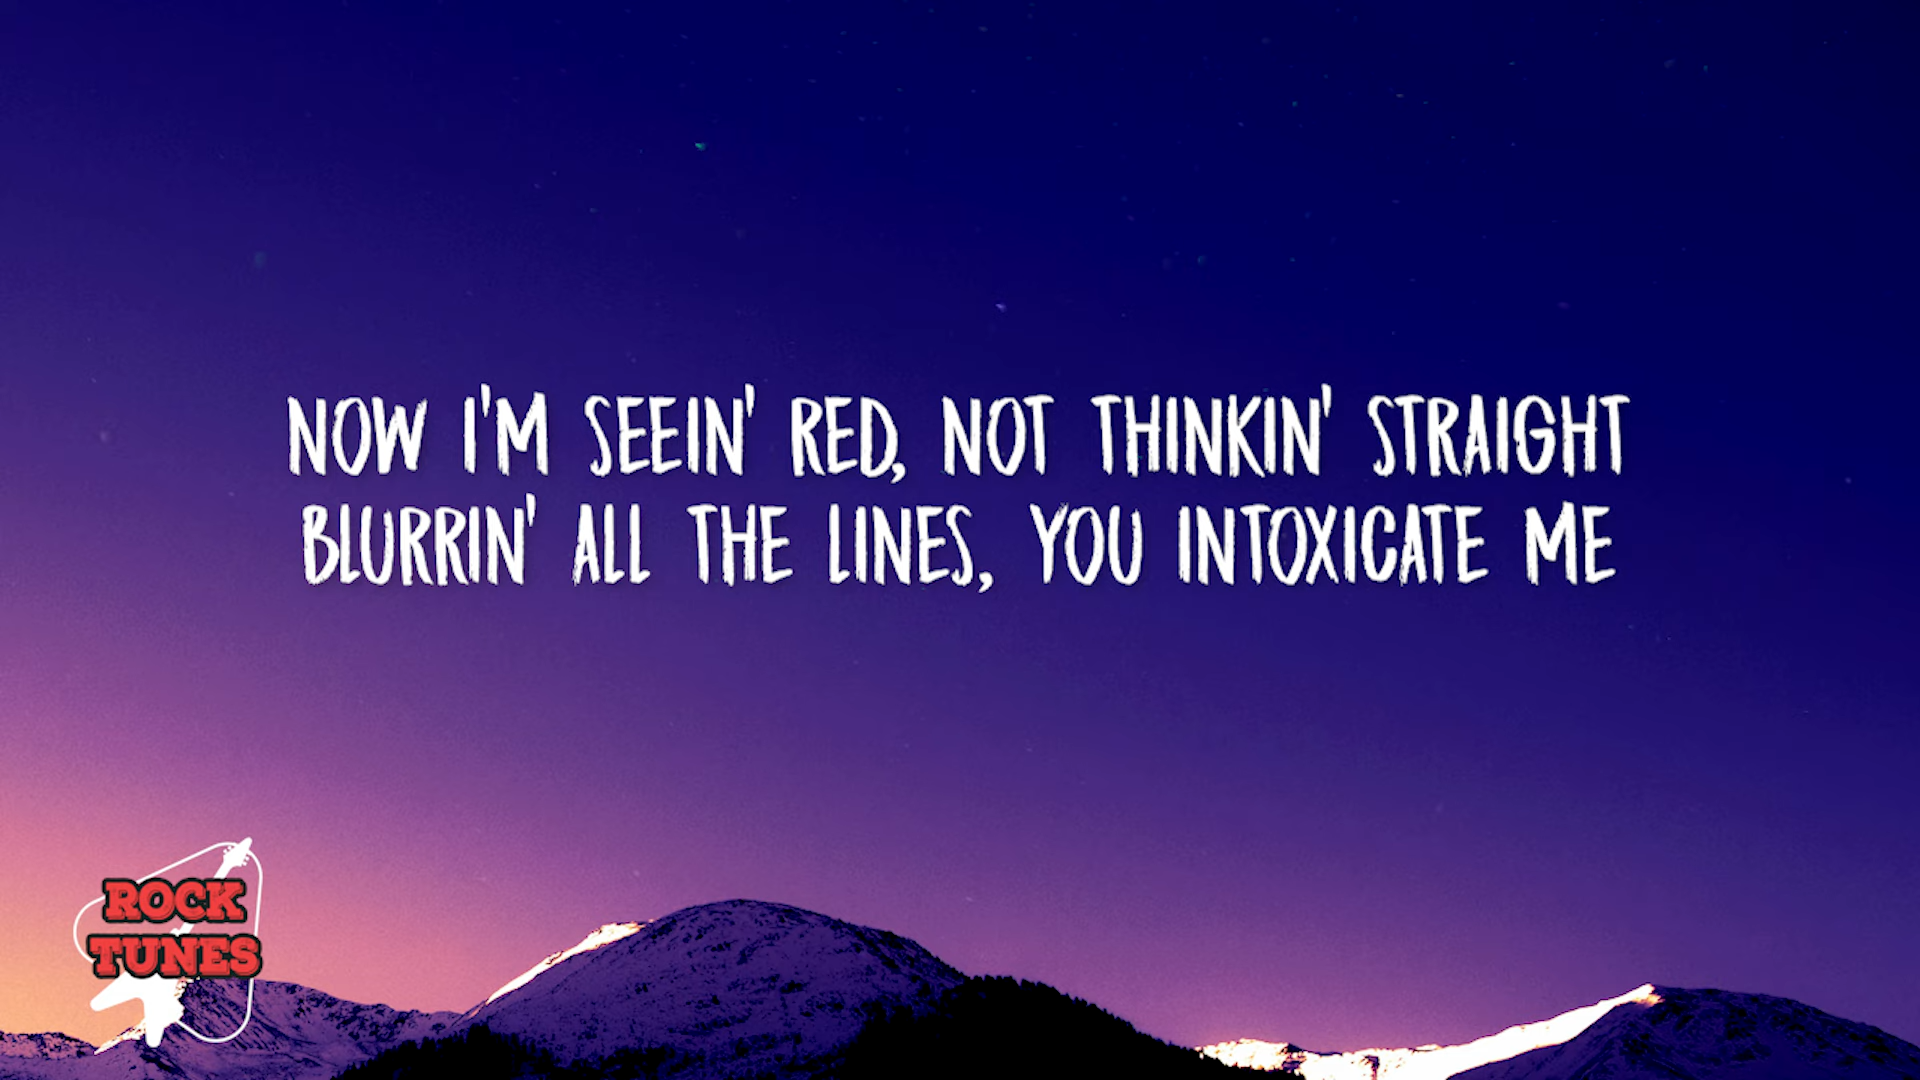 NOW I'M SEEIN' RED, NOT THINKIN' STRAIGHT
BLURRIN' ALL THE LINES, YOU INTOXICATE ME
ROCK
TUNES